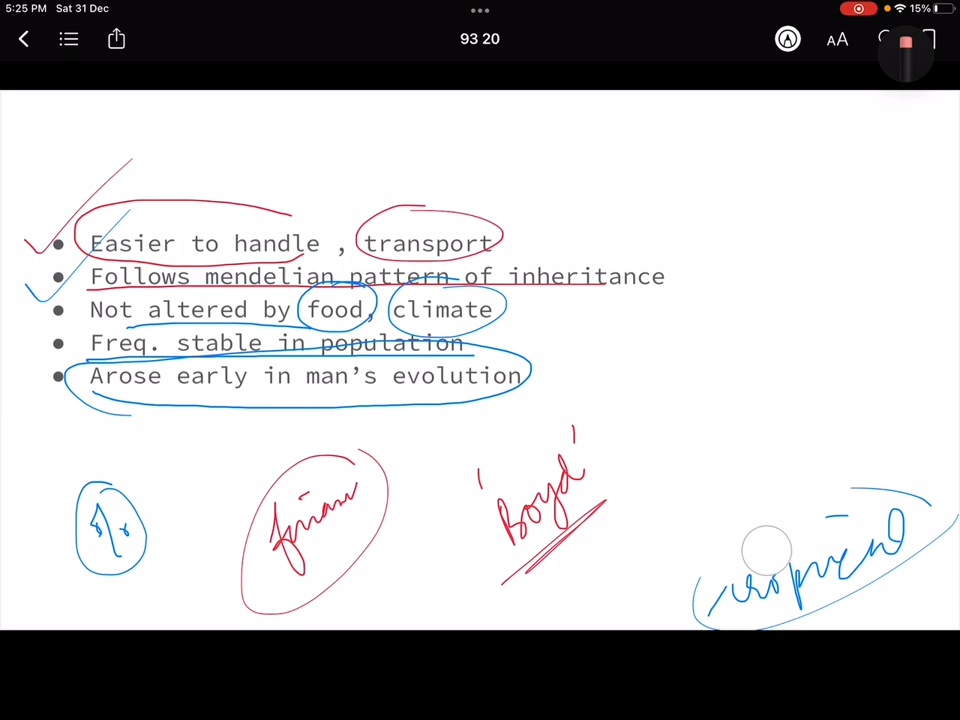 5:25 PM Sat 31 Dec 15%
93 20
AA
• Easier to handle , transport
• Follows mendelian pattern of inheritance
• Not altered by food, climate
• Freq. stable in population
• Arose early in man's evolution
'Boyd'